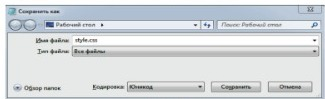 Сохранить как
Рабочий стол
Поиск: Рабочий стол
Имя файла: style.css
Тип файла: Все файлы
Обзор папок
Кодировка: Юникод
Сохранить
Отмена